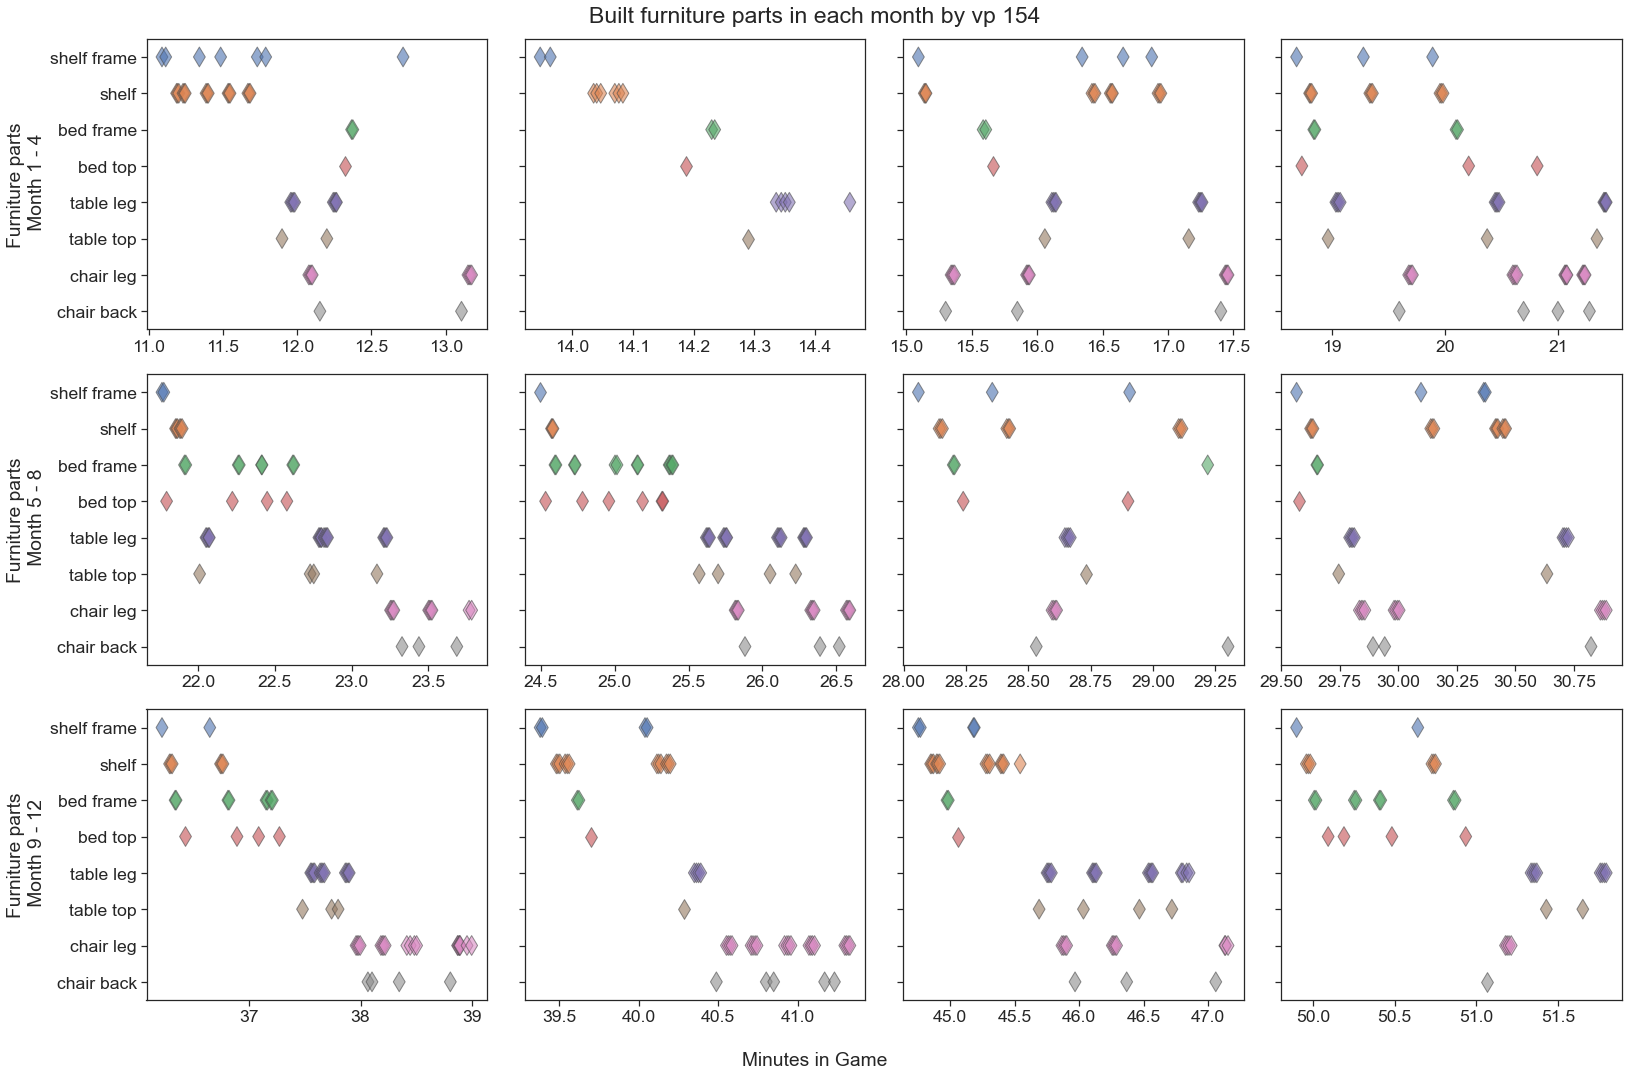 Built furniture parts in each month by vp 154
Furniture parts
Month 1 - 4
shelf frame
shelf
bed frame
bed top
table leg
table top
chair leg
chair back
11.0 11.5 12.0 12.5 13.0
14.0 14.1 14.2 14.3 14.4
15.0 15.5 16.0 16.5 17.0 17.5
19 20 21
Furniture parts
Month 5 - 8
shelf frame
shelf
bed frame
bed top
table leg
table top
chair leg
chair back
22.0 22.5 23.0 23.5
24.5 25.0 25.5 26.0 26.5
28.00 28.25 28.50 28.75 29.00 29.25
29.50 29.75 30.00 30.25 30.50 30.75
Furniture parts
Month 9 - 12
shelf frame
shelf
bed frame
bed top
table leg
table top
chair leg
chair back
37 38 39
39.5 40.0 40.5 41.0
45.0 45.5 46.0 46.5 47.0
50.0 50.5 51.0 51.5
Minutes in Game